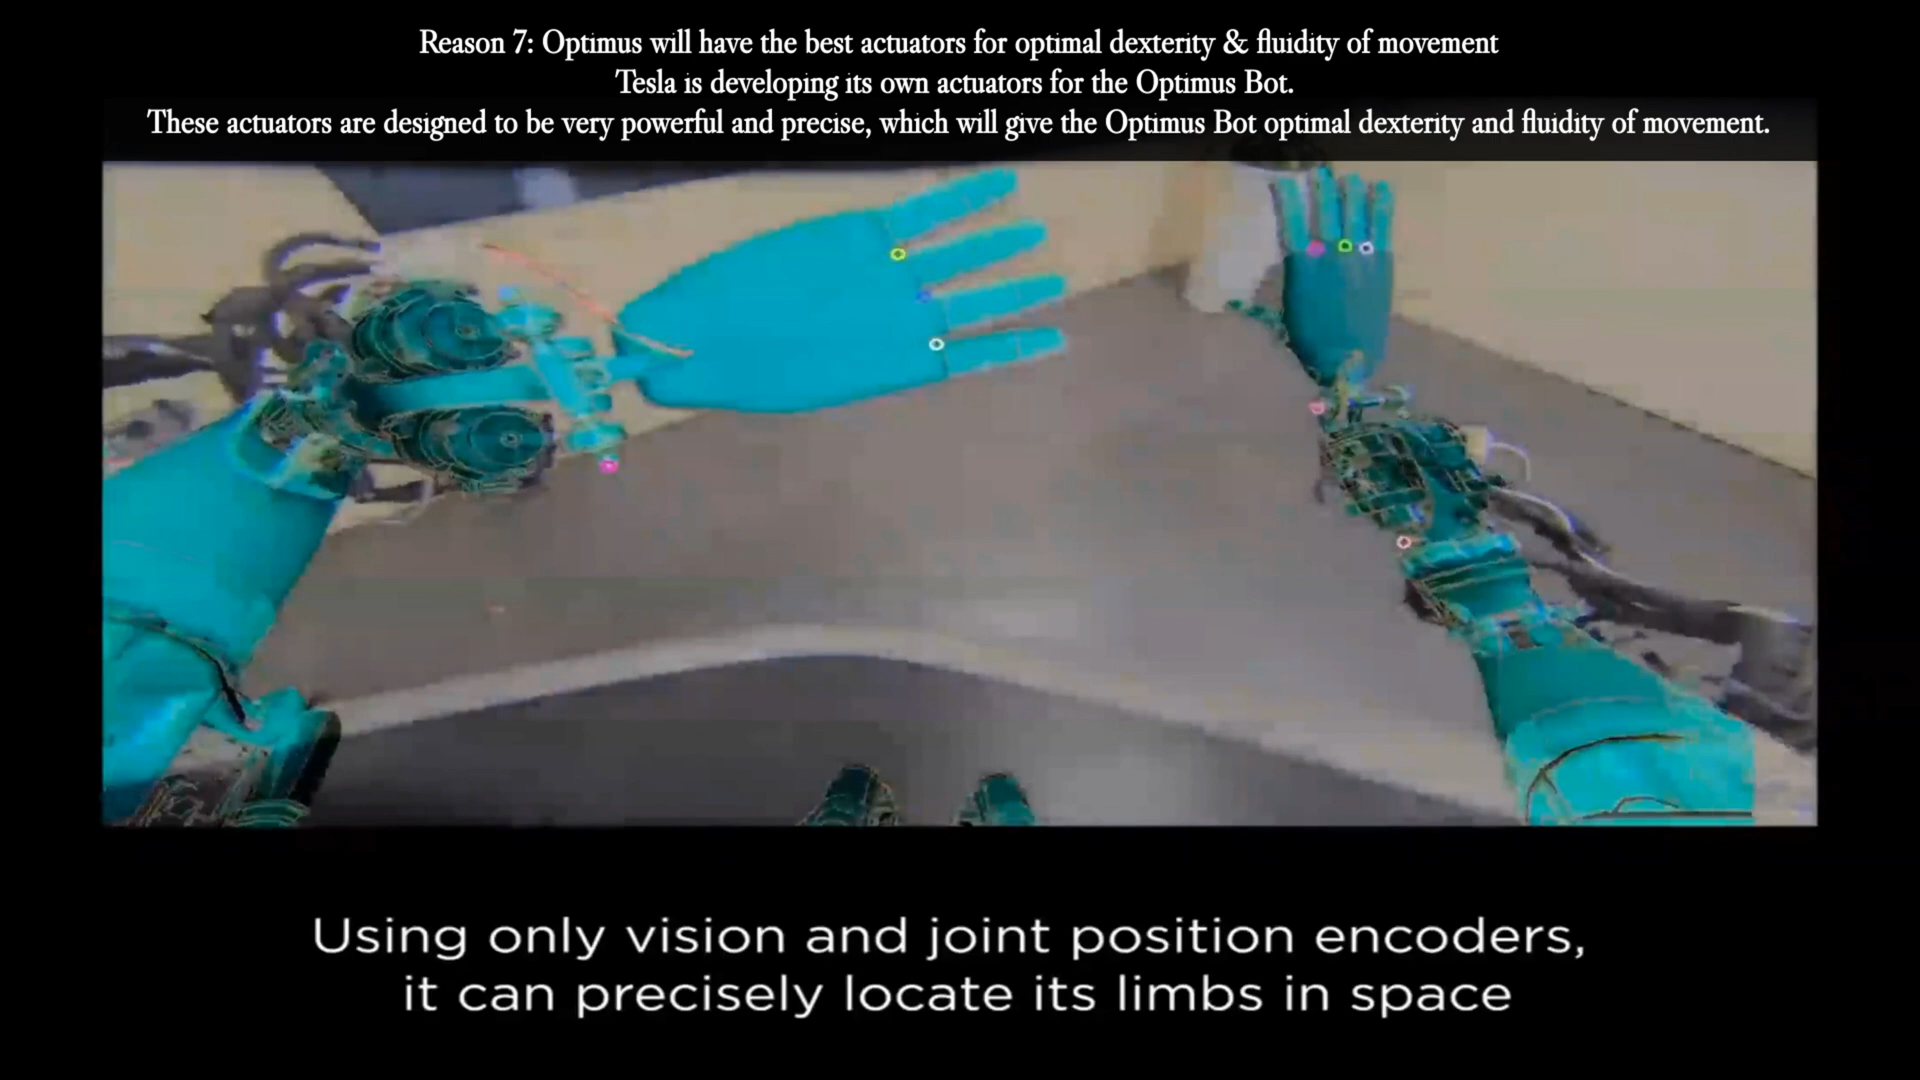 Reason 7: Optimus will have the best actuators for optimal dexterity & fluidity of movement
Tesla is developing its own actuators for the Optimus Bot.
These actuators are designed to be very powerful and precise, which will give the Optimus Bot optimal dexterity and fluidity of movement.
Using only vision and joint position encoders,
it can precisely locate its limbs in space